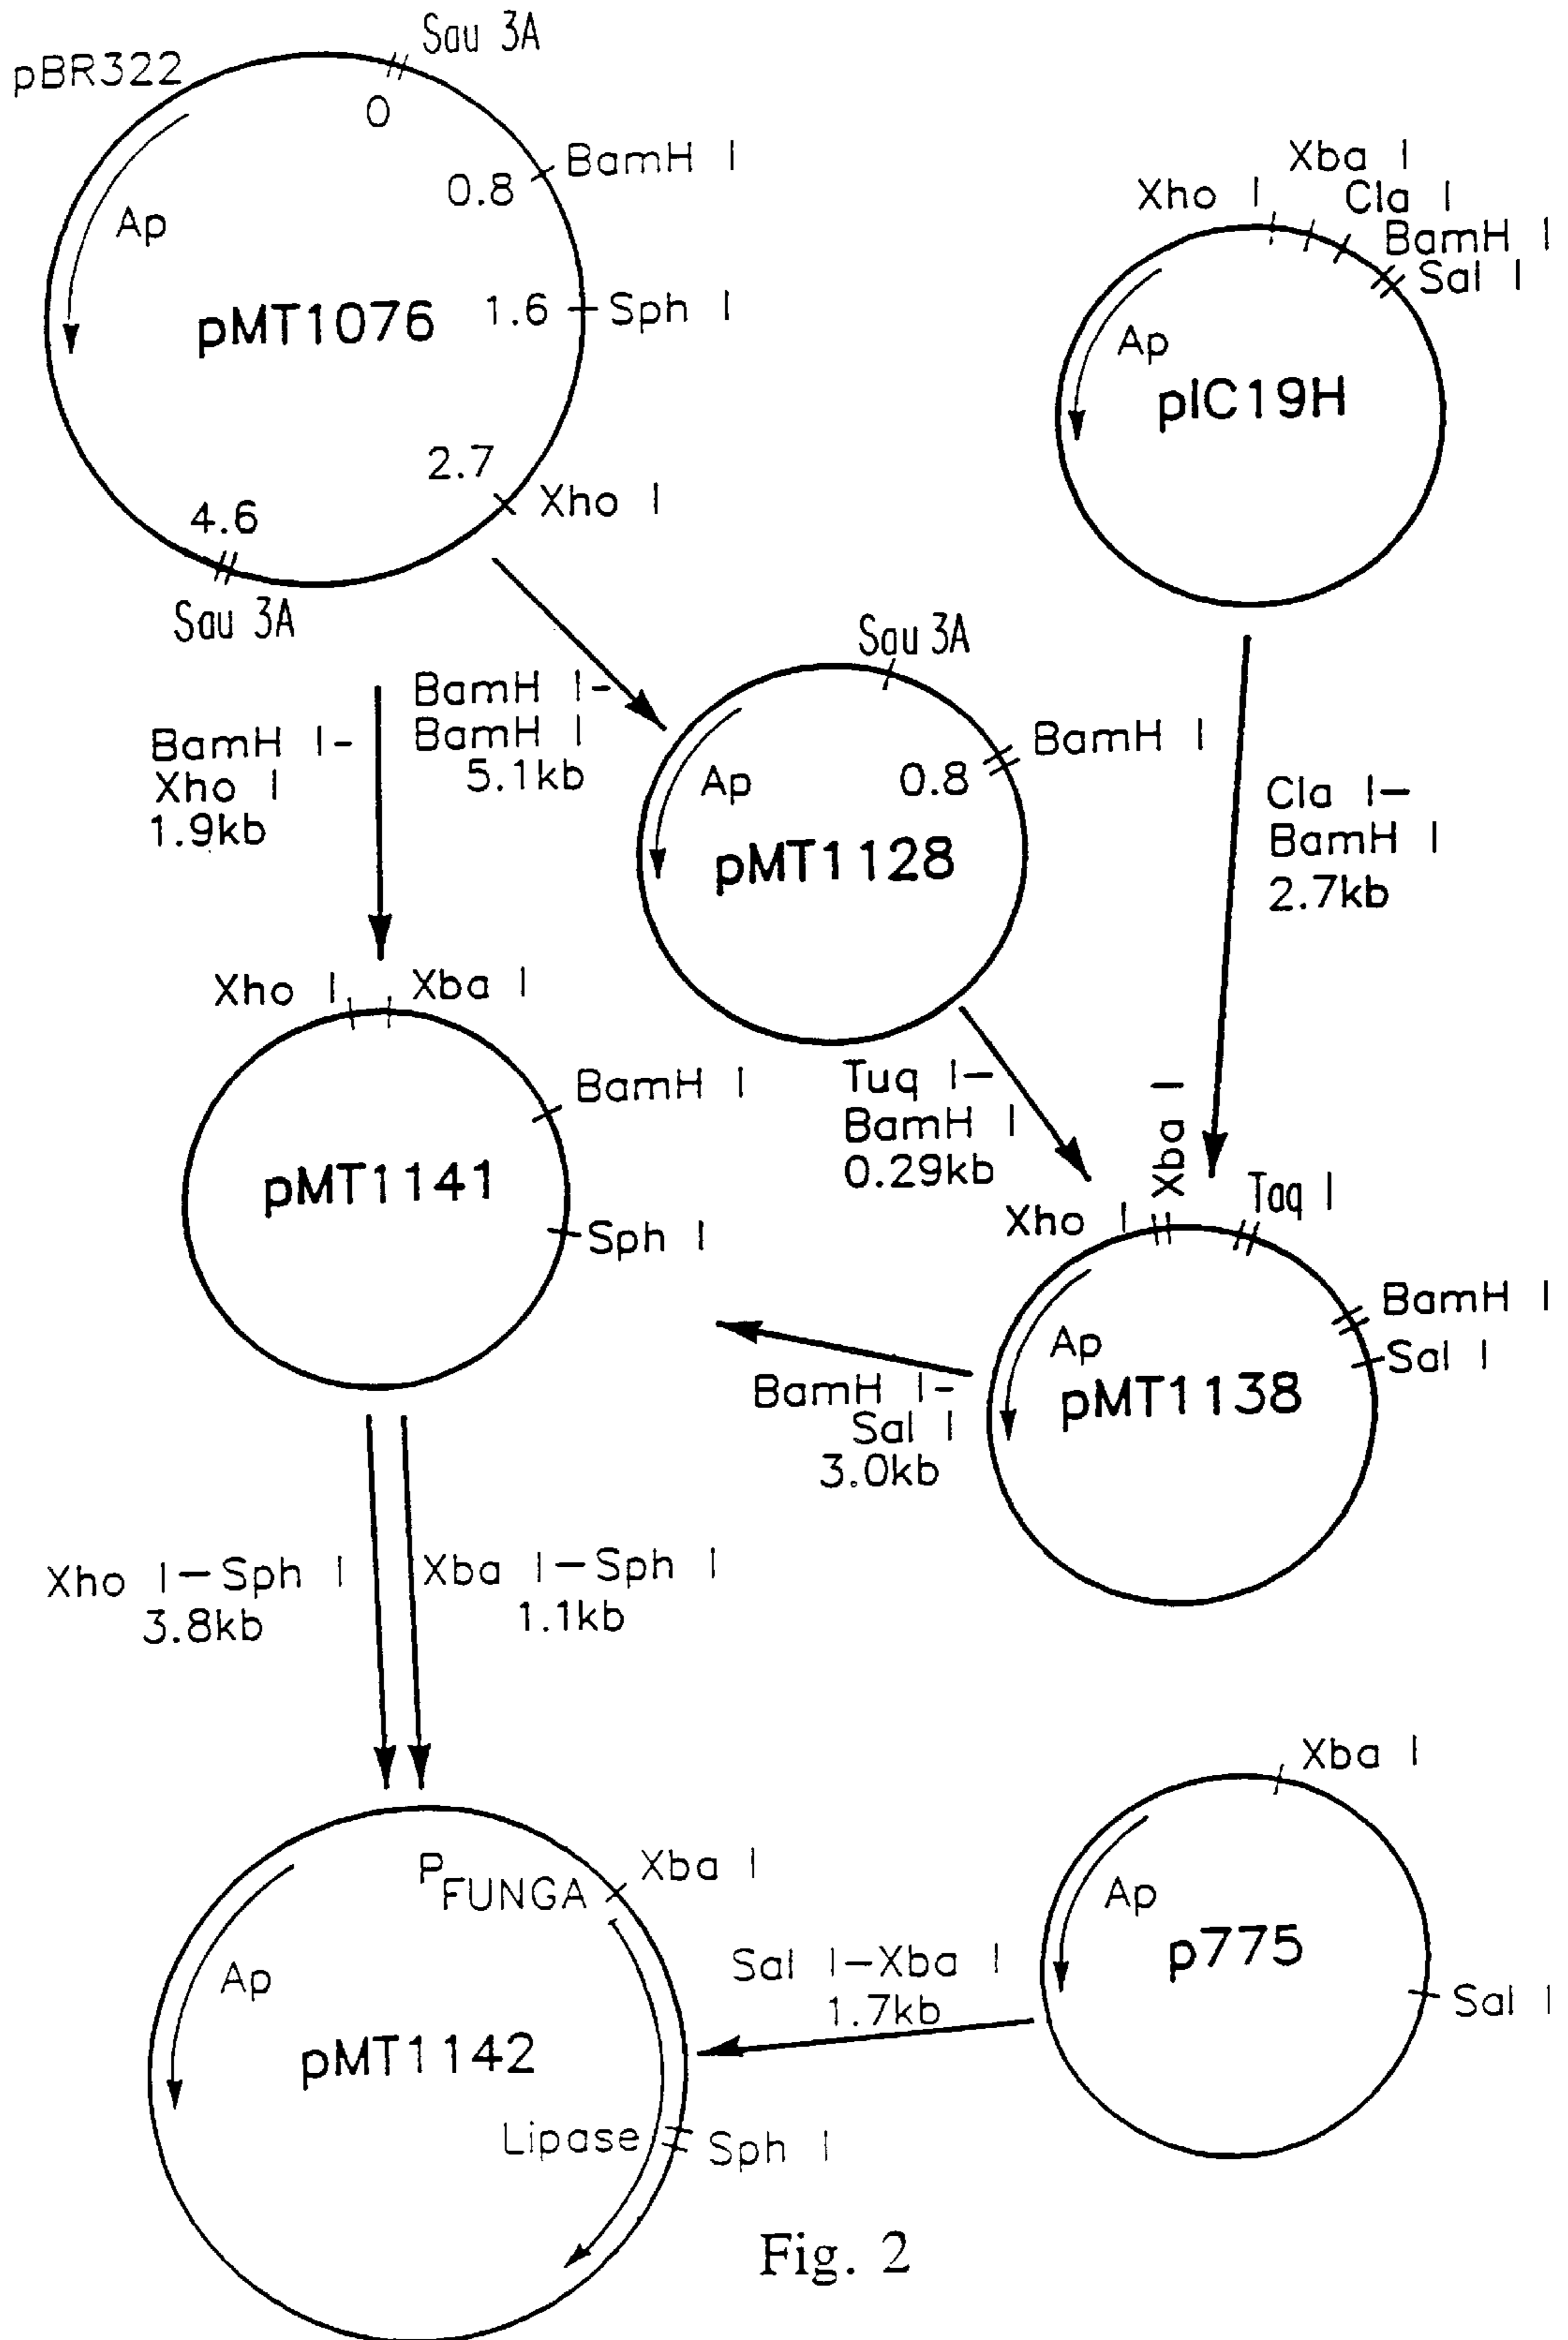 Sau 3A
pBR322
0
BamH I
0.8
Ap
pMT1076
1.6
Sph I
2.7
Xho I
4.6
Sau 3A
Xba I
Xho I
Cla I
BamH I
Sal I
Ap
pIC19H
BamH I-
Xho I
1.9kb
BamH I-
BamH I
5.1kb
Sau 3A
BamH I
0.8
Ap
pMT1128
Cla I-
BamH I
2.7kb
Xho I
Xba I
BamH I
pMT1141
Sph I
Tuq I-
BamH I
0.29kb
Xba I
Xho I
Taq I
BamH I
Sal I
Ap
pMT1138
BamH I-
Sal I
3.0kb
Xho I-Sph I
3.8kb
Xba I-Sph I
1.1kb
PFUNGA
Xba I
Ap
pMT1142
Lipase
Sph I
Sal I-Xba I
1.7kb
Xba I
Ap
p775
Sal I
Fig. 2